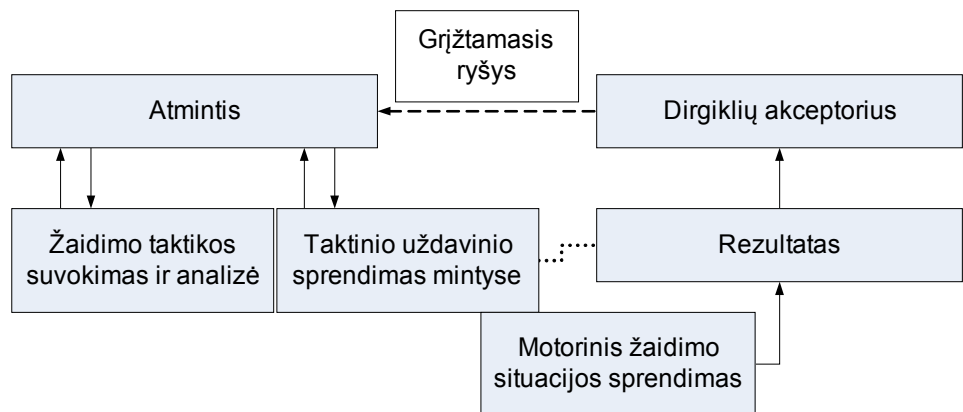 Grįžtamasis
ryšys
Atmintis
Dirgiklių akceptorius
Žaidimo taktikos
suvokimas ir analizė
Taktinio uždavinio
sprendimas mintyse
Rezultatas
Motorinis žaidimo
situacijos sprendimas